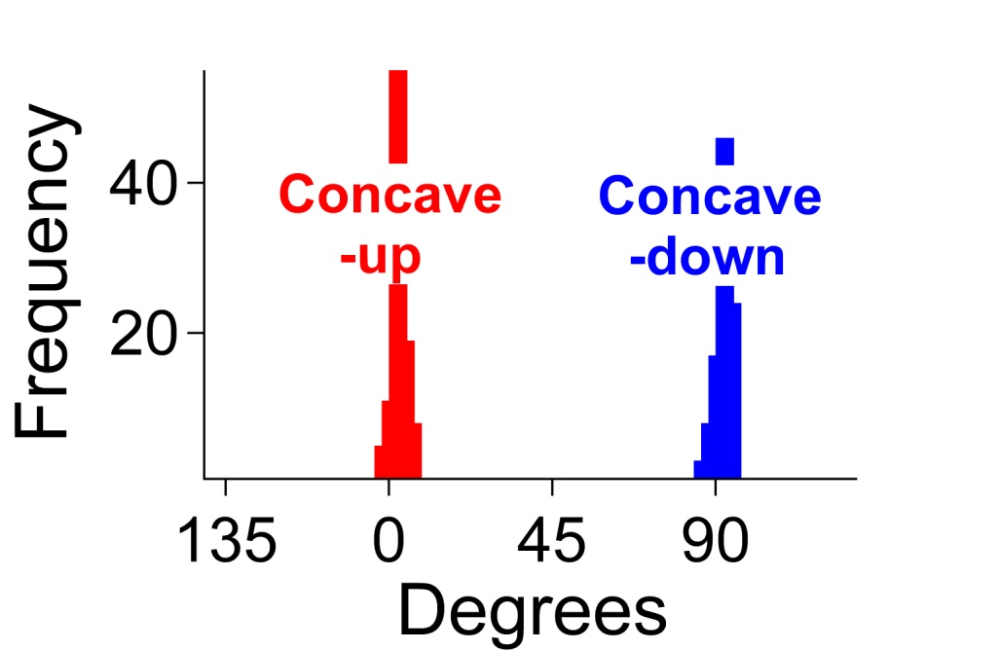 Frequency
40
20
Concave
-up
Concave
-down
135 0 45 90
Degrees